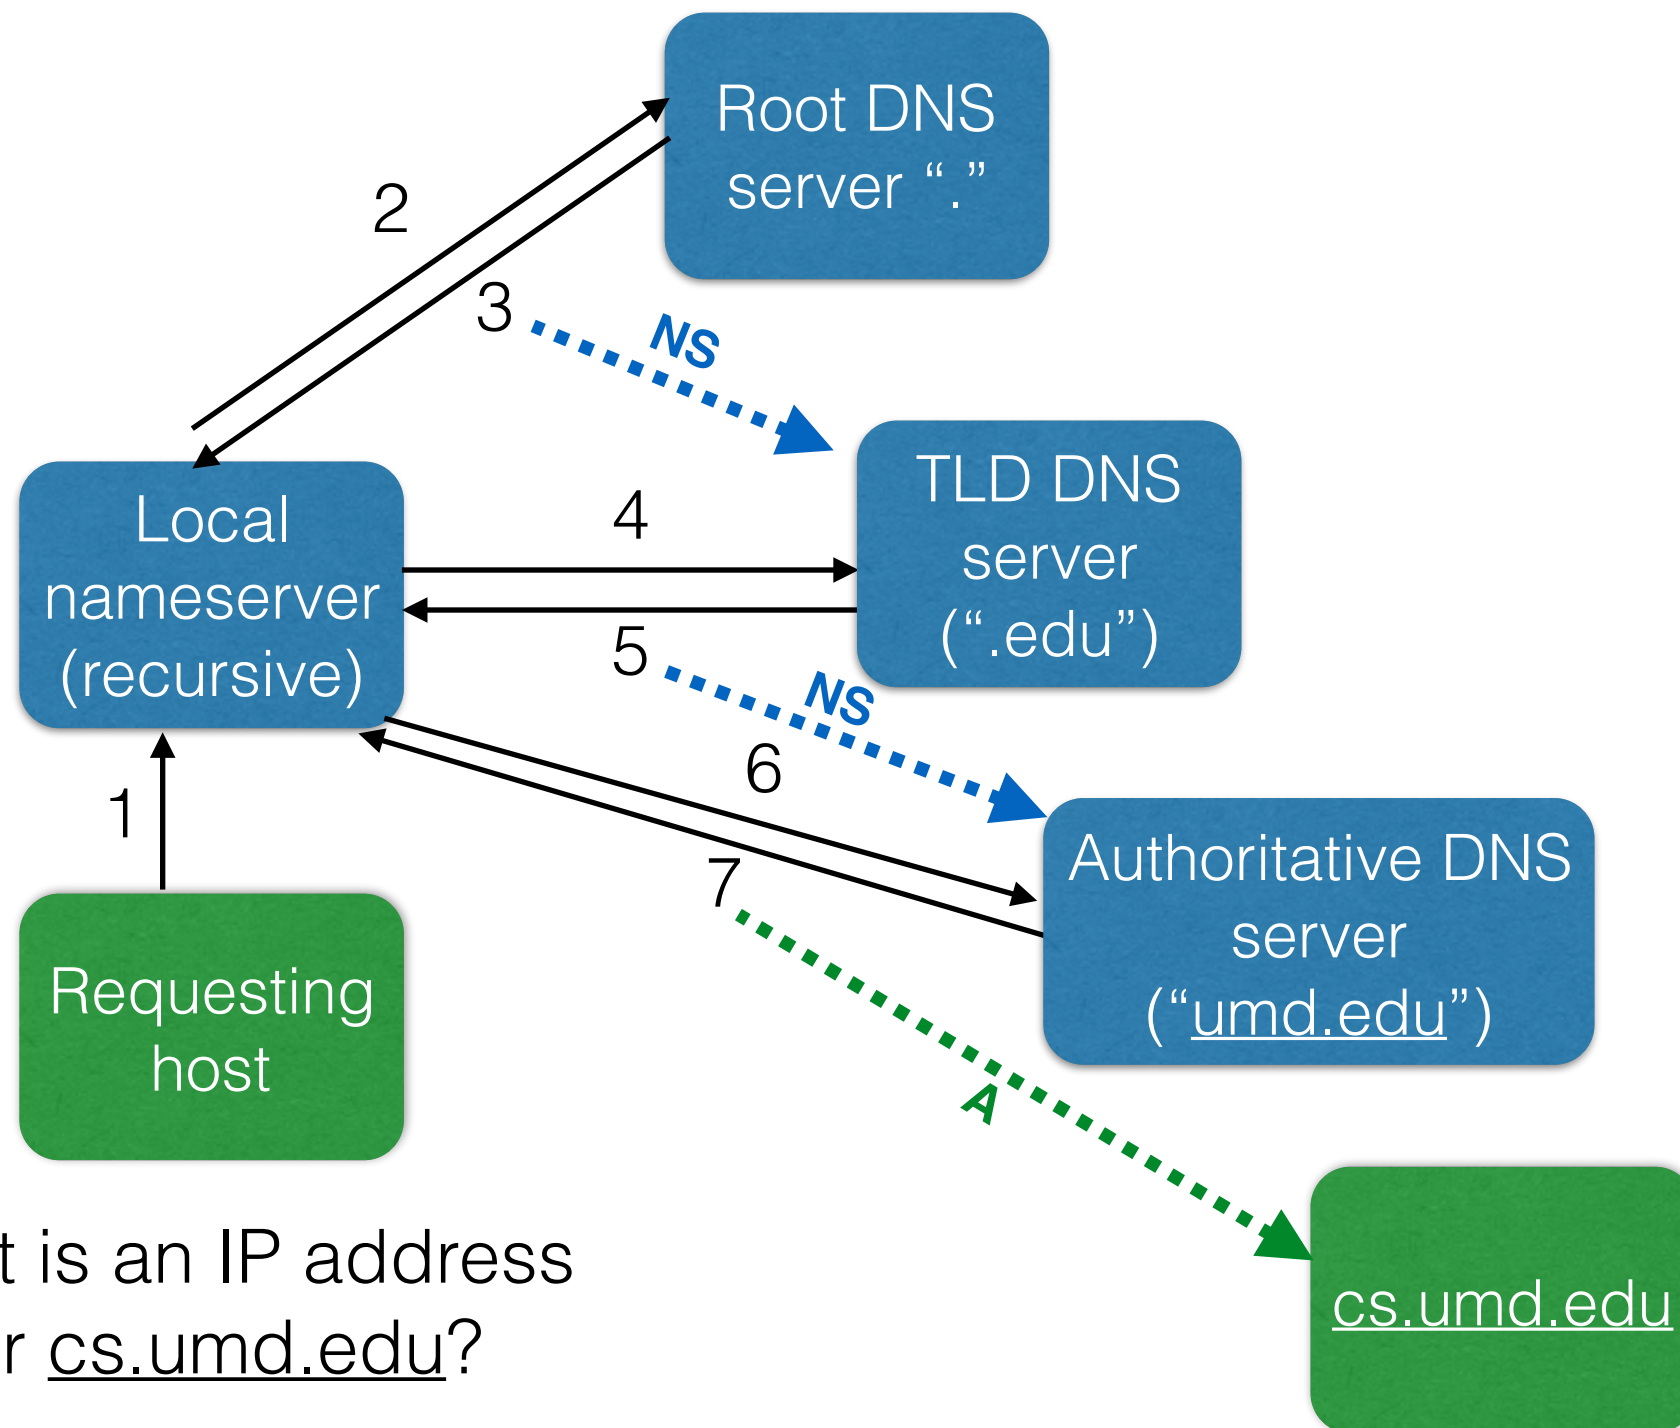 Root DNS
server “.”
2
3
NS
TLD DNS
server
(“.edu”)
Local
nameserver
(recursive)
4
5
NS
6
7
1
Authoritative DNS
server
(“umd.edu”)
Requesting
host
A
t is an IP address
r cs.umd.edu?
cs.umd.edu